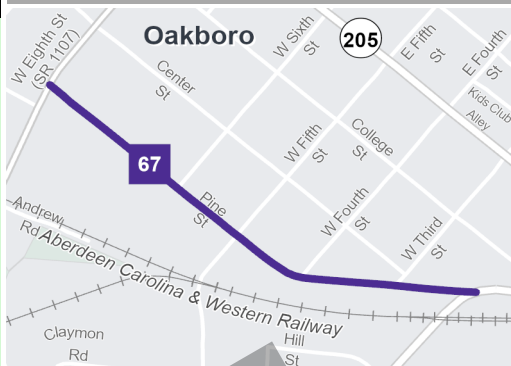 W Eighth St
(SR 1107)
Oakboro
W Sixth
St
205
E Fifth
St
E Fourth
St
Kids Club
Alley
Center
St
College
St
W Fifth
St
67
Pine
St
W Fourth
St
W Third
St
Andrew
Rd
Aberdeen Carolina & Western Railway
Claymon
Rd
Hill
St